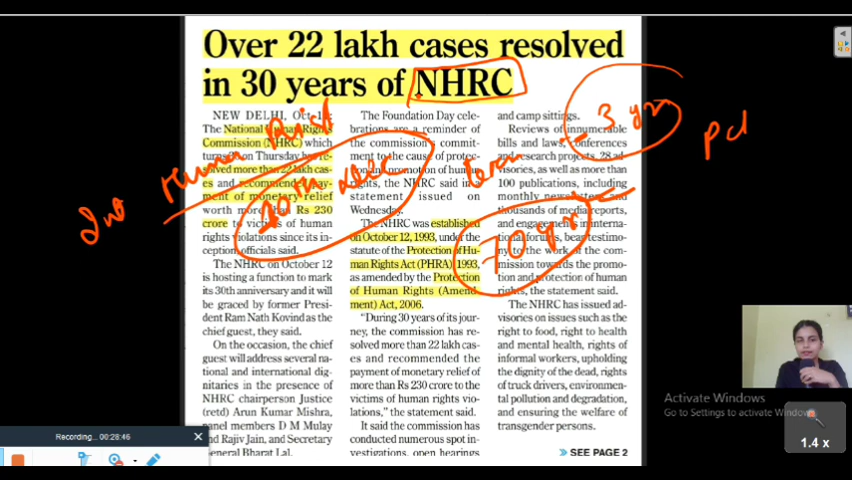 Over 22 lakh cases resolved
in 30 years of NHRC
NEW DELHI, Oct
The National Human Rights
Commission (NHRC) which
turns on Thursday has re-
solved more than 22 lakh cas-
es and recommended pay-
ment of monetary relief
worth more than Rs 230
crore to victims of human
rights violations since its in-
ception, officials said.
The NHRC on October 12
is hosting a function to mark
its 30th anniversary and it will
be graced by former Presi-
dent Ram Nath Kovind as the
chief guest, they said.
On the occasion, the chief
guest will address several na-
tional and international dig-
nitaries in the presence of
NHRC chairperson Justice
(retd) Arun Kumar Mishra,
panel members D M Mulay
and Rajiv Jain, and Secretary
General Bharat Lal.
The Foundation Day cele-
brations are a reminder of
the commission's commit-
ment to the cause of protec-
tion and promotion of human
rights, the NHRC said in a
statement issued on
Wednesday.
The NHRC was established
on October 12, 1993, under the
statute of the Protection of Hu-
man Rights Act (PHRA), 1993,
as amended by the Protection
of Human Rights (Amend-
ment) Act, 2006.
"During 30 years of its jour-
ney, the commission has re-
solved more than 22 lakh cas-
es and recommended the
payment of monetary relief of
more than Rs 230 crore to the
victims of human rights vio-
lations," the statement said.
It said the commission has
conducted numerous spot in-
vestigations, open hearings
and camp sittings.
Reviews of innumerable
bills and laws, conferences
and research projects, 28 ad-
visories, as well as more than
100 publications, including
monthly newsletters and
thousands of media reports,
and engagement in interna-
tional forums, bear testimo-
ny to the work of the com-
mission towards the promo-
tion and protection of human
rights, the statement said.
The NHRC has issued ad-
visories on issues such as the
right to food, right to health
and mental health, rights of
informal workers, upholding
the dignity of the dead, rights
of truck drivers, environmen-
tal pollution and degradation,
and ensuring the welfare of
transgender persons.
>> SEE PAGE 2
Human
10th Dec
3 yrs
70 yrs
Activate Windows
Go to Settings to activate Windows.
Recording... 00:28:46
1.4 x